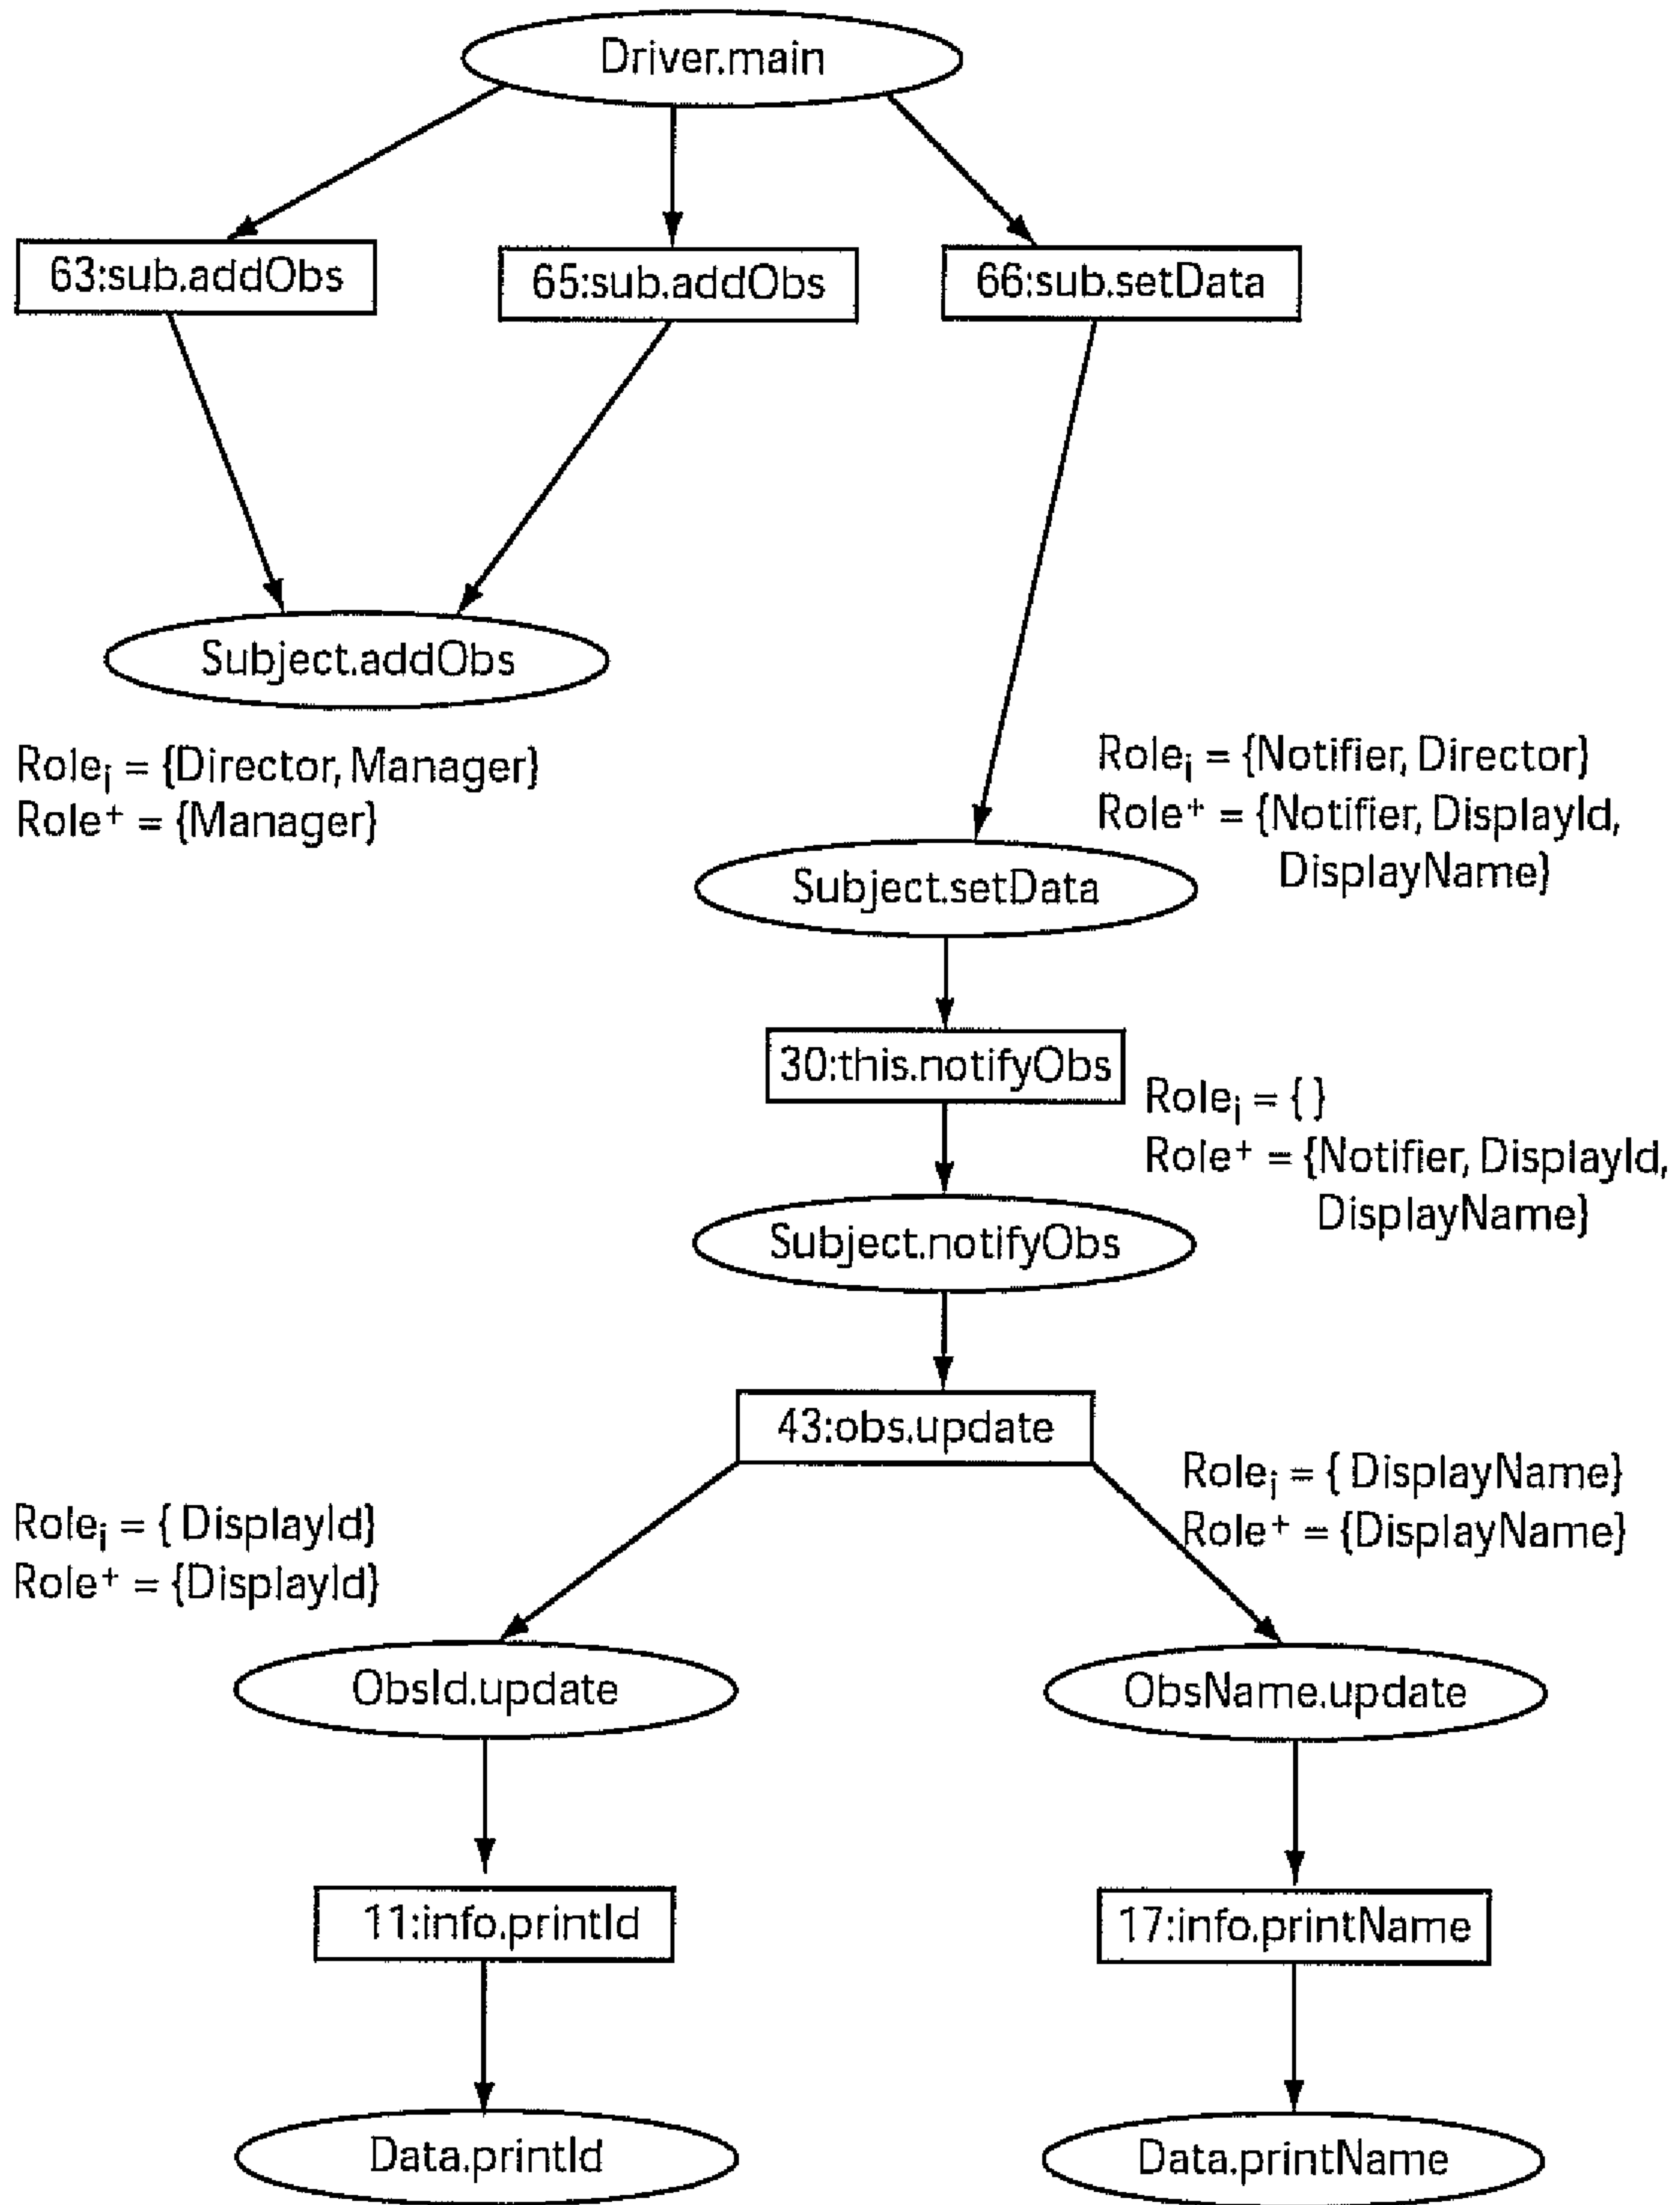 Driver.main
63:sub.addObs
65:sub.addObs
66:sub.setData
Subject.addObs
Roleᵢ = {Director, Manager}
Role⁺ = {Manager}
Roleᵢ = {Notifier, Director}
Role⁺ = {Notifier, DisplayId,
DisplayName}
Subject.setData
30:this.notifyObs
Roleᵢ = { }
Role⁺ = {Notifier, DisplayId,
DisplayName}
Subject.notifyObs
43:obs.update
Roleᵢ = { DisplayId}
Role⁺ = {DisplayId}
Roleᵢ = { DisplayName}
Role⁺ = {DisplayName}
ObsId.update
ObsName.update
11:info.printId
17:info.printName
Data.printId
Data.printName